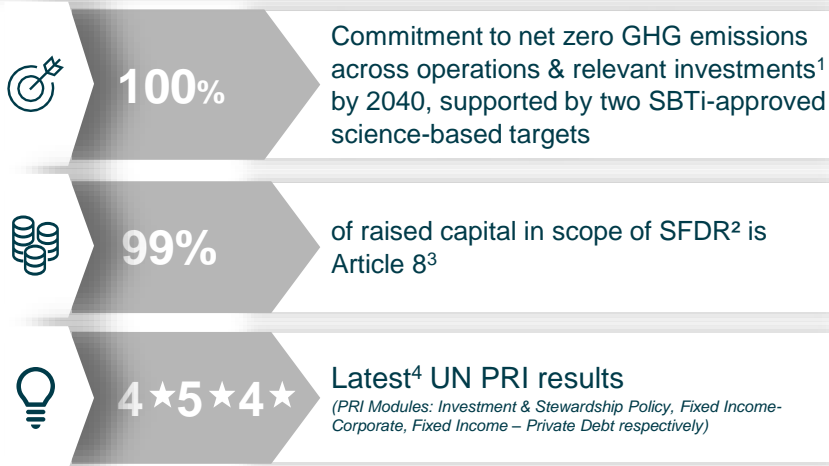 100%
Commitment to net zero GHG emissions
across operations & relevant investments¹
by 2040, supported by two SBTi-approved
science-based targets
99%
of raised capital in scope of SFDR² is
Article 8³
4★5★4★
Latest⁴ UN PRI results
(PRI Modules: Investment & Stewardship Policy, Fixed Income-
Corporate, Fixed Income – Private Debt respectively)